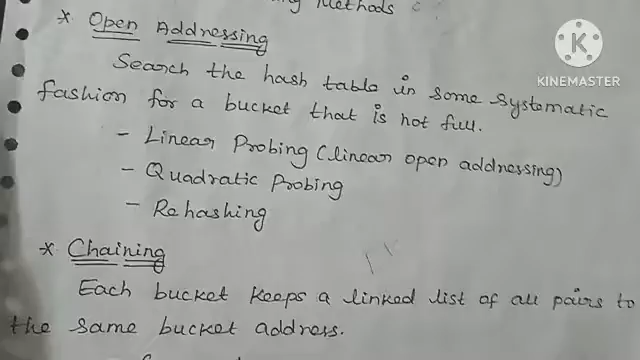 Methods :
* Open Addressing
Search the hash table in some systematic
fashion for a bucket that is not full.
- Linear Probing (linear open addressing)
- Quadratic Probing
- Rehashing
* Chaining
Each bucket keeps a linked list of all pairs to
the same bucket address.
K
KINEMASTER